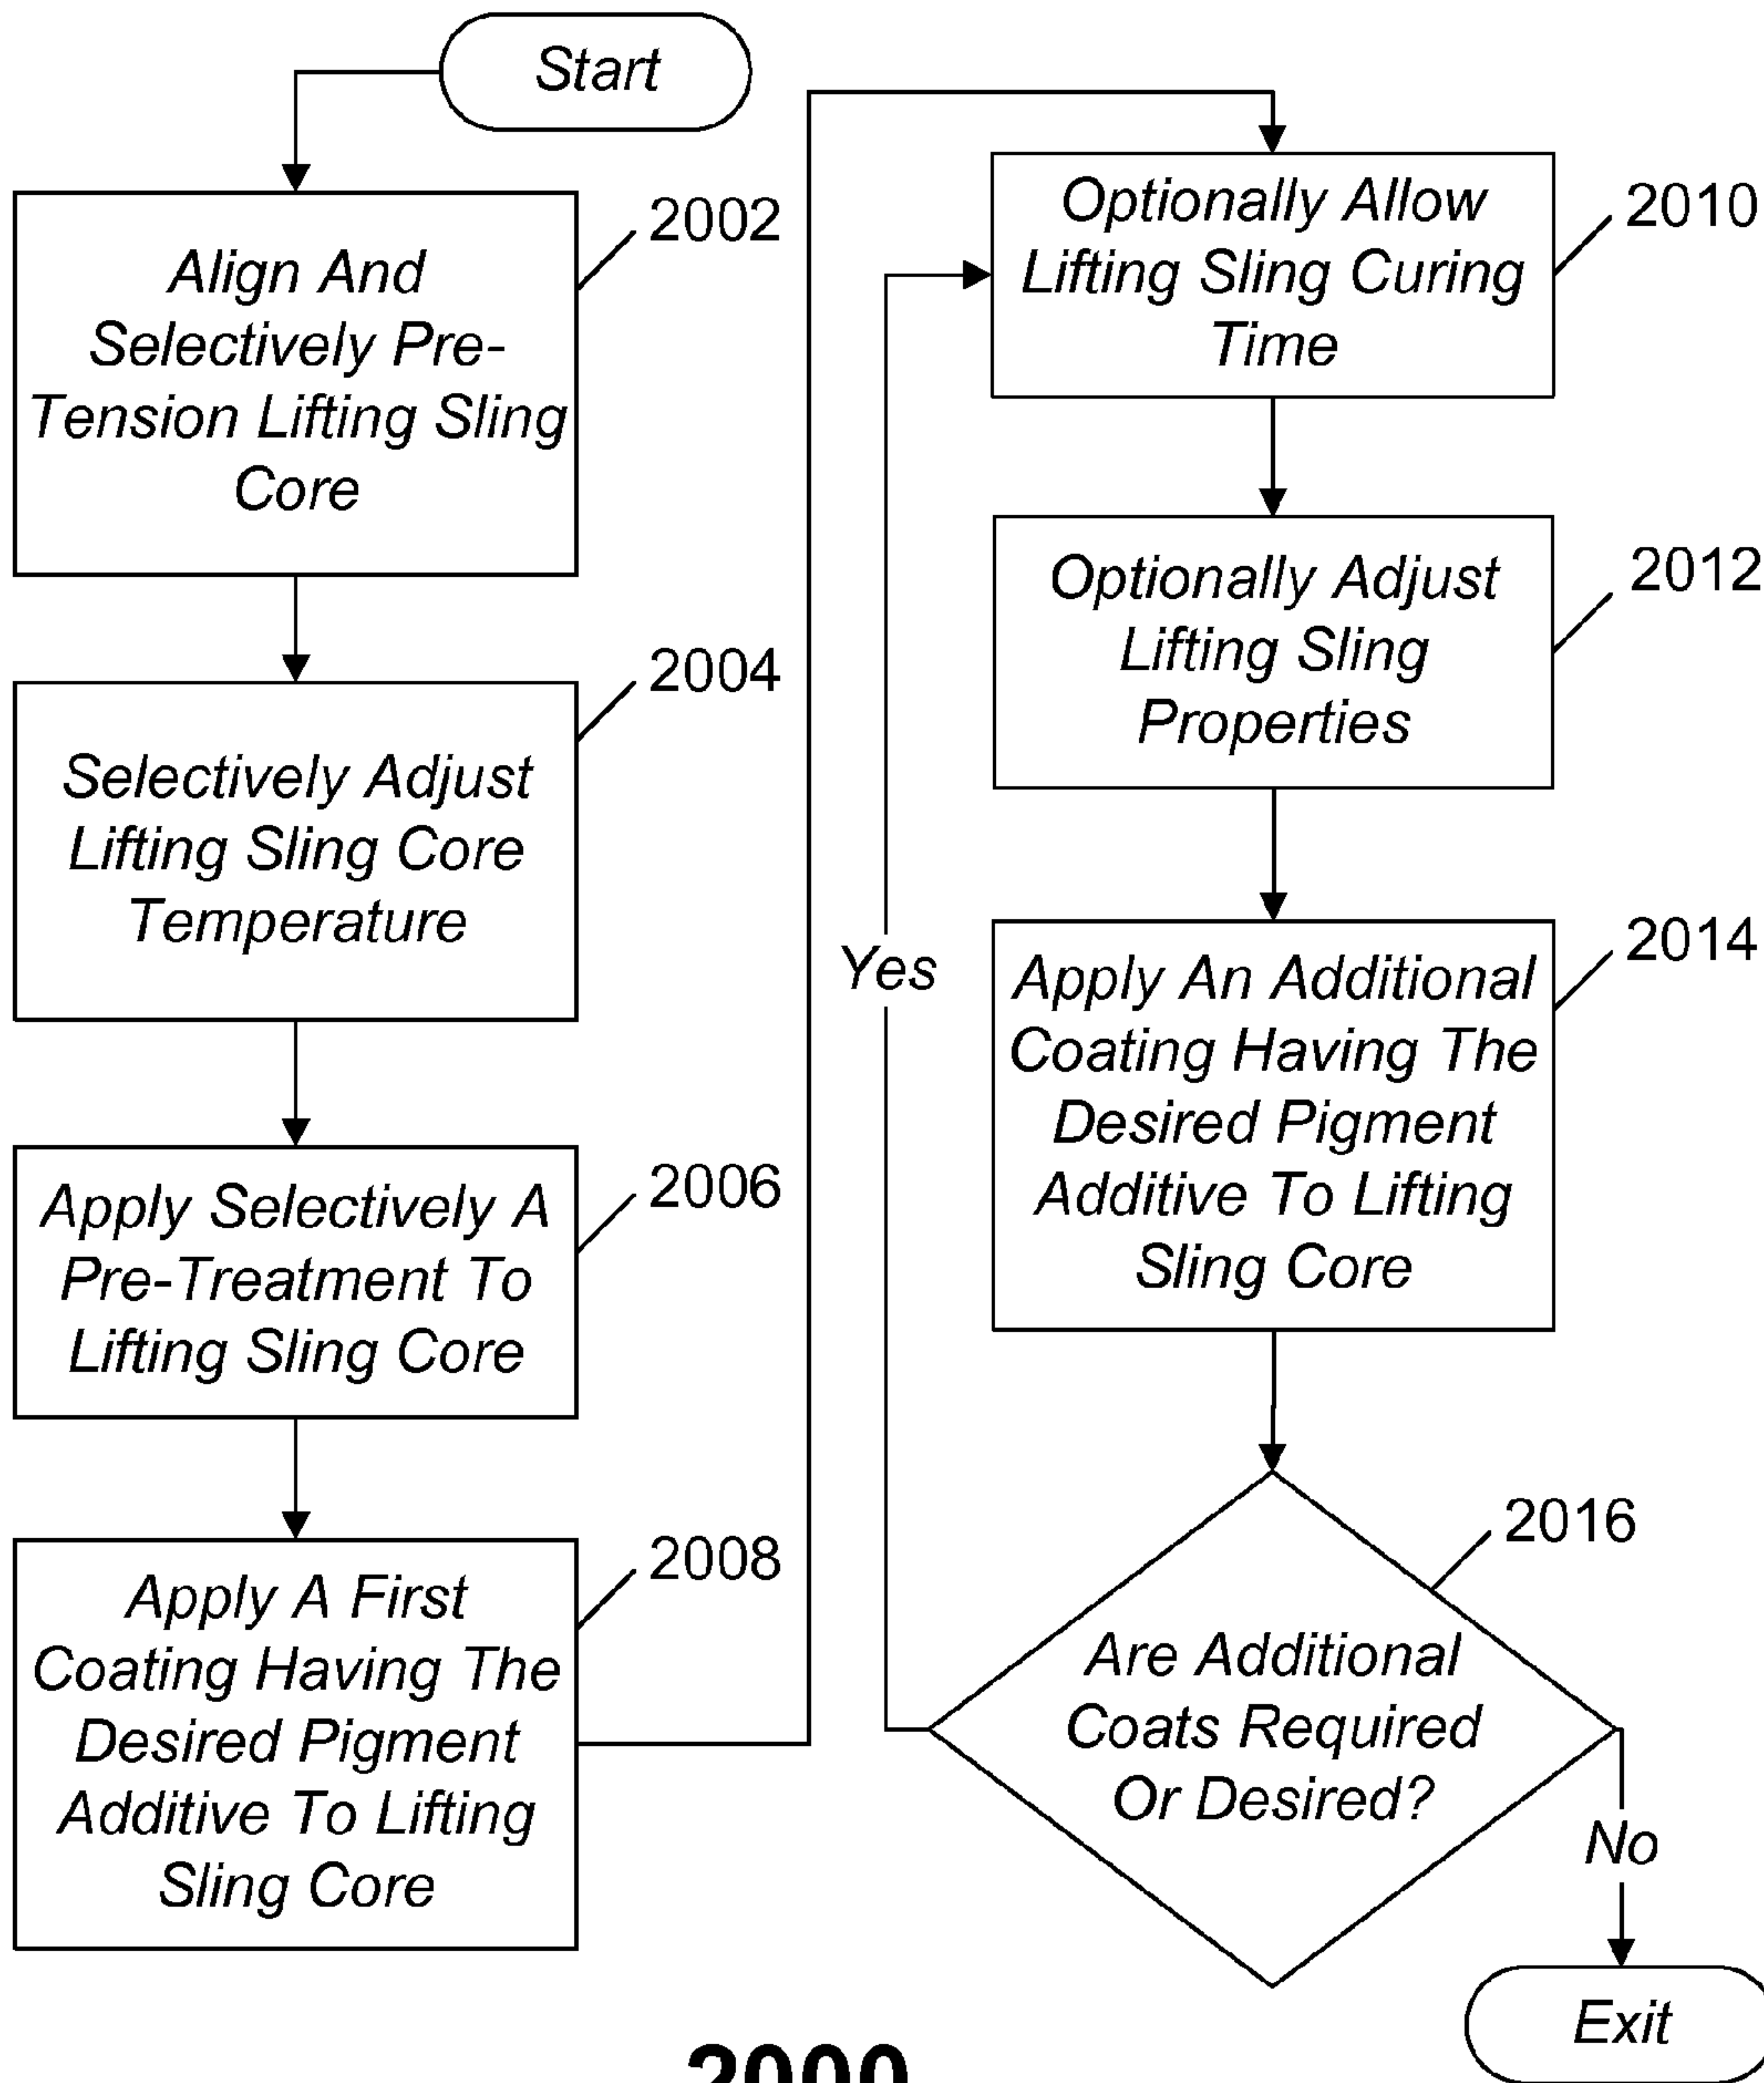 Start
2002
Align And
Selectively Pre-
Tension Lifting Sling
Core
2004
Selectively Adjust
Lifting Sling Core
Temperature
2006
Apply Selectively A
Pre-Treatment To
Lifting Sling Core
2008
Apply A First
Coating Having The
Desired Pigment
Additive To Lifting
Sling Core
2010
Optionally Allow
Lifting Sling Curing
Time
2012
Optionally Adjust
Lifting Sling
Properties
2014
Apply An Additional
Coating Having The
Desired Pigment
Additive To Lifting
Sling Core
Yes
2016
Are Additional
Coats Required
Or Desired?
No
Exit
2000